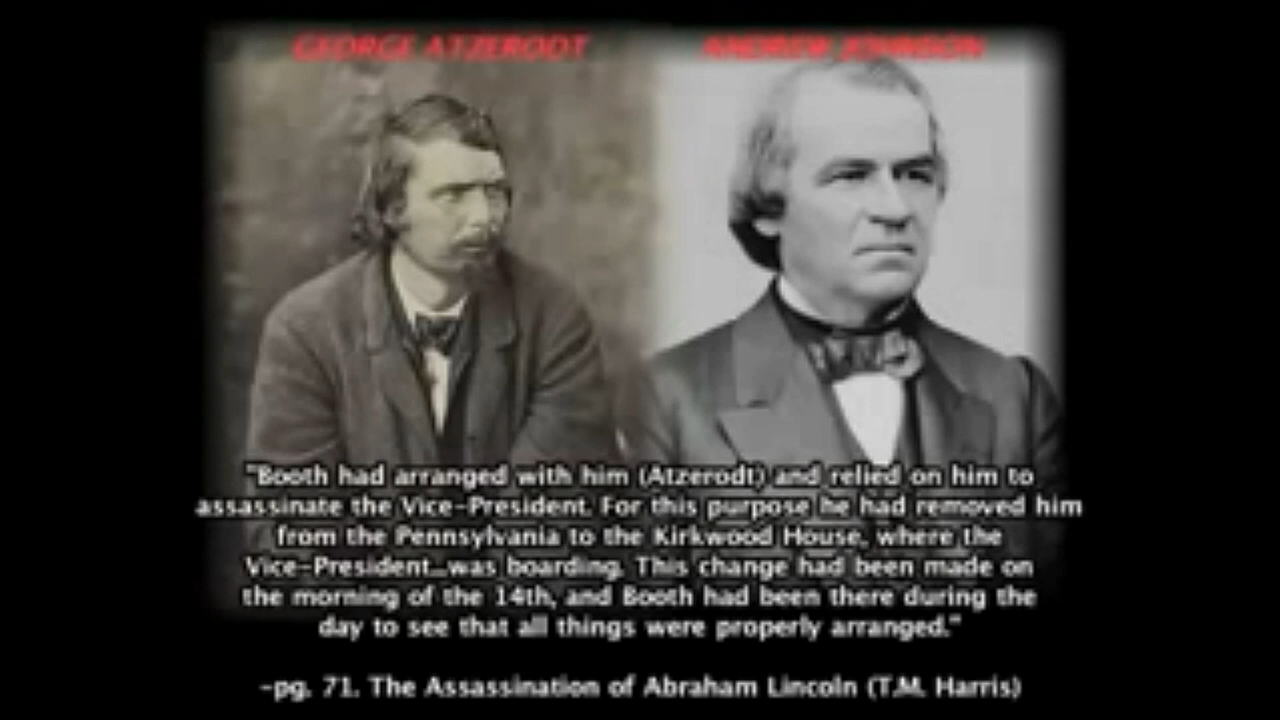 GEORGE ATZERODT
ANDREW JOHNSON
"Booth had arranged with him (Atzerodt) and relied on him to
assassinate the Vice-President. For this purpose he had removed him
from the Pennsylvania to the Kirkwood House, where the
Vice-President...was boarding. This change had been made on
the morning of the 14th, and Booth had been there during the
day to see that all things were properly arranged."
-pg. 71. The Assassination of Abraham Lincoln (T.M. Harris)